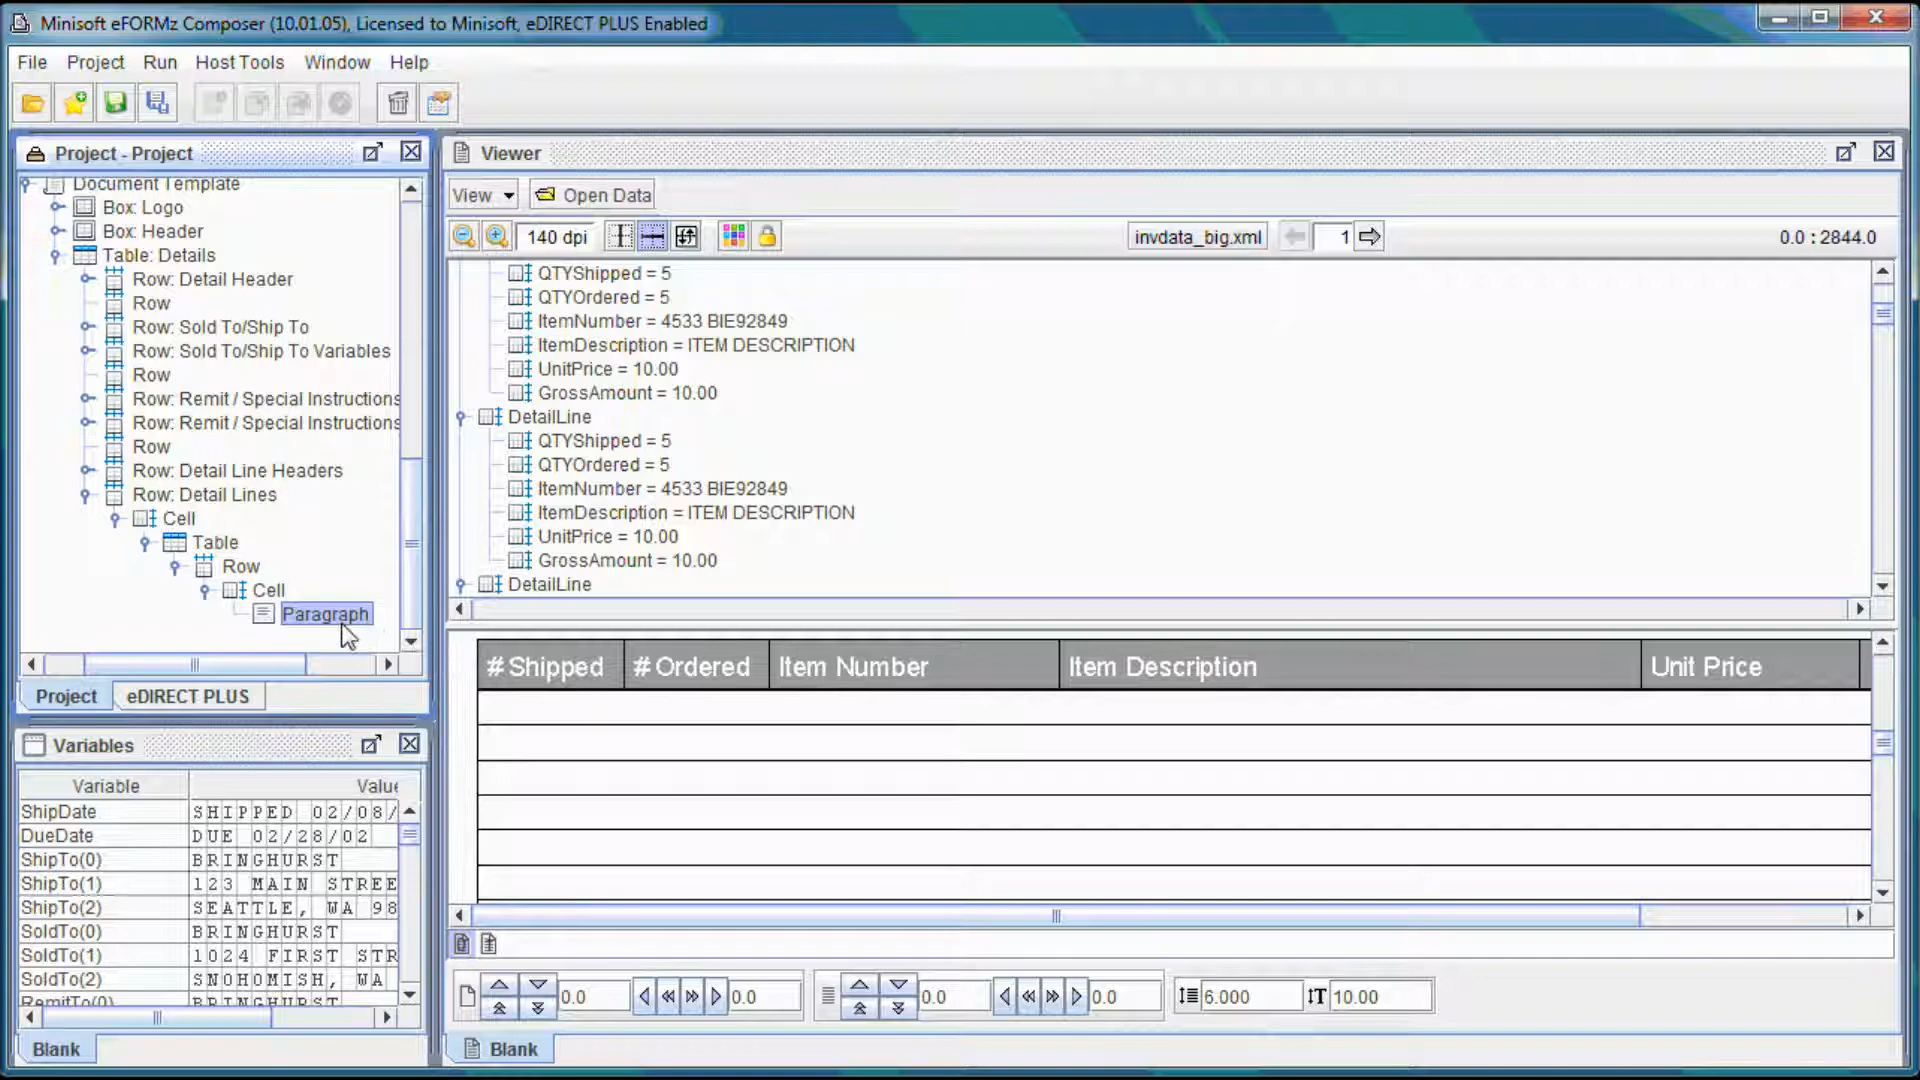 Minisoft eFORMz Composer (10.01.05), Licensed to Minisoft, eDIRECT PLUS Enabled
File Project Run Host Tools Window Help
Project - Project
Document Template
Box: Logo
Box: Header
Table: Details
Row: Detail Header
Row
Row: Sold To/Ship To
Row: Sold To/Ship To Variables
Row
Row: Remit / Special Instructions
Row: Remit / Special Instructions
Row
Row: Detail Line Headers
Row: Detail Lines
Cell
Table
Row
Cell
Paragraph
Project eDIRECT PLUS
Variables
Variable Value
ShipDate SHIPPED 02/08/
DueDate DUE 02/28/02
ShipTo(0) BRINGHURST
ShipTo(1) 123 MAIN STREE
ShipTo(2) SEATTLE, WA 98
SoldTo(0) BRINGHURST
SoldTo(1) 1024 FIRST STR
SoldTo(2) SNOHOMISH, WA
RemitTo(0) BRINGHURST
Blank
Viewer
View Open Data
140 dpi invdata_big.xml 1 0.0 : 2844.0
QTYShipped = 5
QTYOrdered = 5
ItemNumber = 4533 BIE92849
ItemDescription = ITEM DESCRIPTION
UnitPrice = 10.00
GrossAmount = 10.00
DetailLine
QTYShipped = 5
QTYOrdered = 5
ItemNumber = 4533 BIE92849
ItemDescription = ITEM DESCRIPTION
UnitPrice = 10.00
GrossAmount = 10.00
DetailLine
# Shipped # Ordered Item Number Item Description Unit Price
0.0 0.0 0.0 0.0 6.000 10.00
Blank